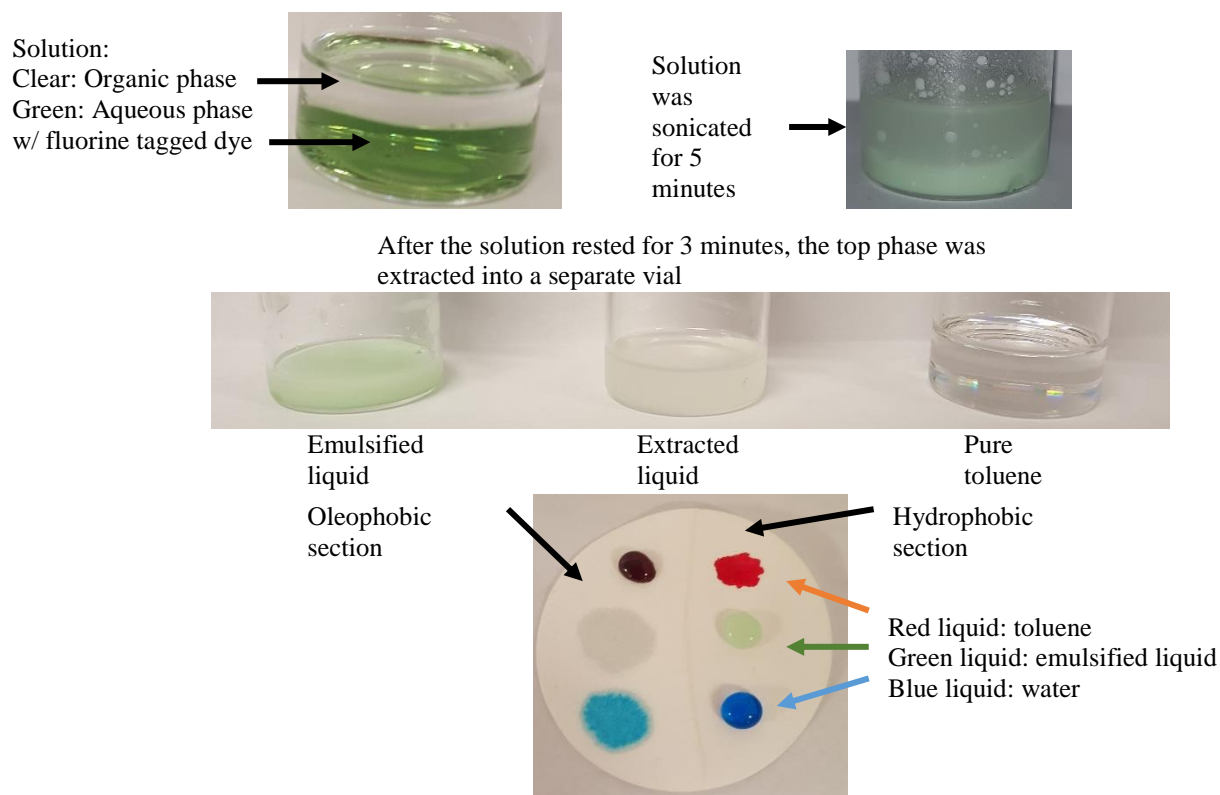 Solution:
Clear: Organic phase
Green: Aqueous phase
w/ fluorine tagged dye
Solution
was
sonicated
for 5
minutes
After the solution rested for 3 minutes, the top phase was
extracted into a separate vial
Emulsified
liquid
Extracted
liquid
Pure
toluene
Oleophobic
section
Hydrophobic
section
Red liquid: toluene
Green liquid: emulsified liquid
Blue liquid: water